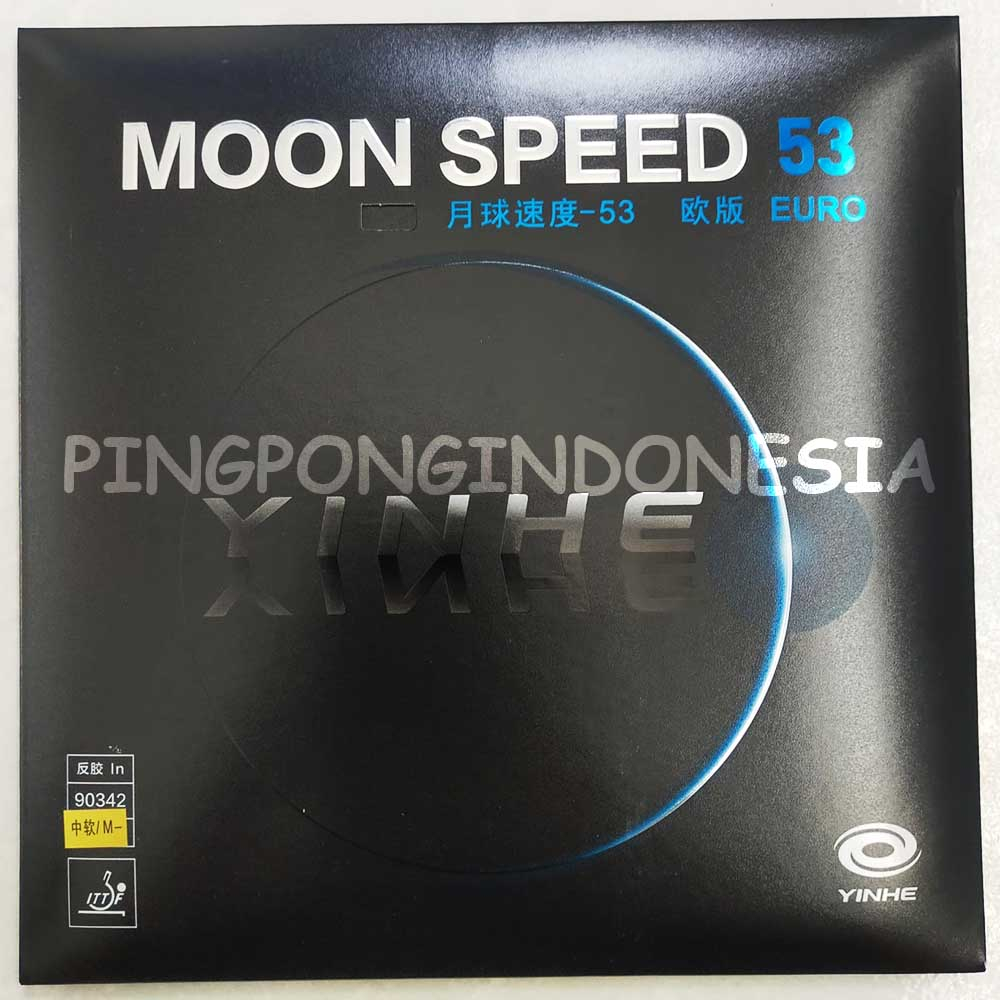 MOON SPEED 53
月球速度-53 欧版 EURO
PINGPONGINDONESIA
YINHE
反胶 In
90342
中软/M-
ITTF
YINHE